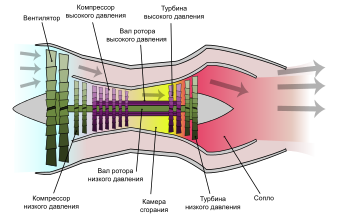 Вентилятор
Компрессор
высокого давления
Вал ротора
высокого давления
Турбина
высокого давления
Компрессор
низкого давления
Вал ротора
низкого давления
Камера
сгорания
Турбина
низкого давления
Сопло